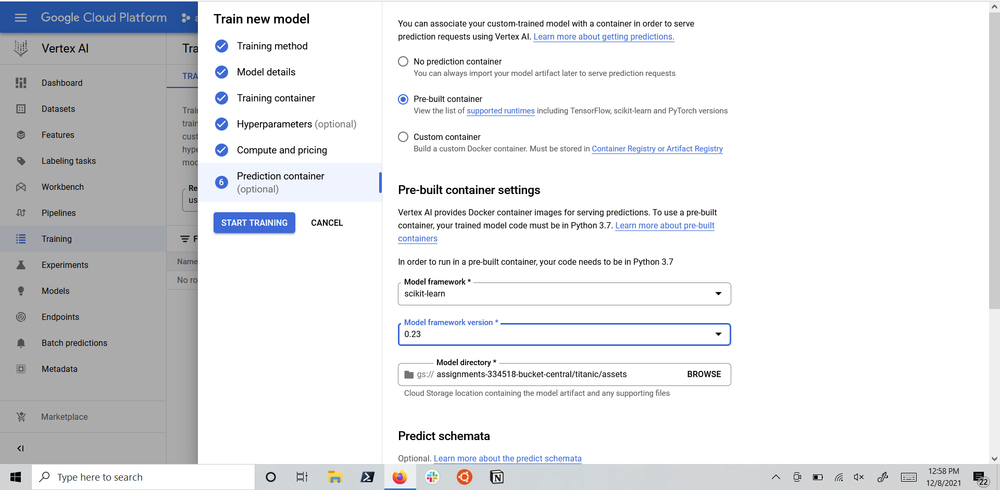 Google Cloud Platform
a
Vertex AI
Dashboard
Datasets
Features
Labeling tasks
Workbench
Pipelines
Training
Experiments
Models
Endpoints
Batch predictions
Metadata
Marketplace
Tra
TRA
Trai
train
cust
hype
mod
Re
us
F
Name
No ro
Train new model
Training method
Model details
Training container
Hyperparameters (optional)
Compute and pricing
6
Prediction container
(optional)
START TRAINING CANCEL
You can associate your custom-trained model with a container in order to serve
prediction requests using Vertex AI. Learn more about getting predictions.
No prediction container
You can always import your model artifact later to serve prediction requests
Pre-built container
View the list of supported runtimes including TensorFlow, scikit-learn and PyTorch versions
Custom container
Build a custom Docker container. Must be stored in Container Registry or Artifact Registry
Pre-built container settings
Vertex AI provides Docker container images for serving predictions. To use a pre-built
container, your trained model code must be in Python 3.7. Learn more about pre-built
containers
In order to run in a pre-built container, your code needs to be in Python 3.7
Model framework *
scikit-learn
Model framework version *
0.23
Model directory *
gs:// assignments-334518-bucket-central/titanic/assets BROWSE
Cloud Storage location containing the model artifact and any supporting files
Predict schemata
Optional. Learn more about the predict schemata
Type here to search
12:58 PM
12/8/2021
22